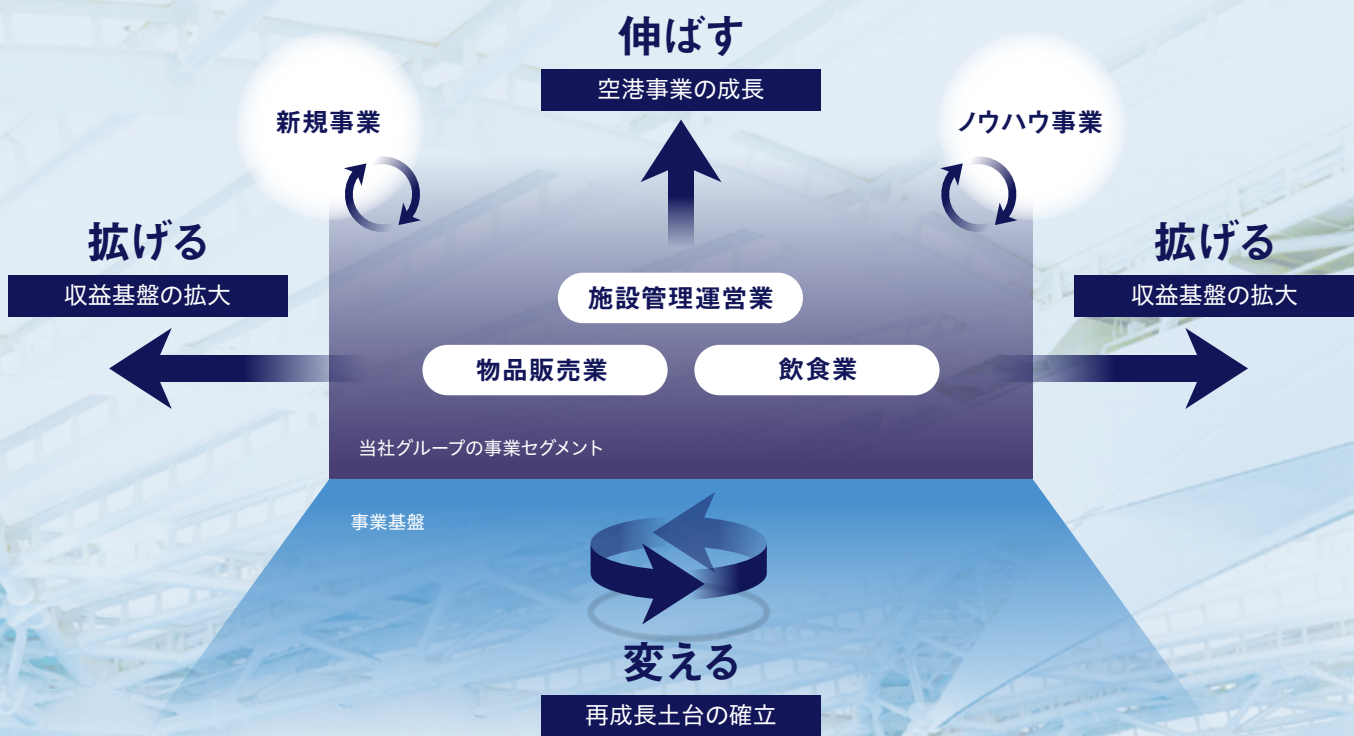 伸ばす
空港事業の成長
新規事業
ノウハウ事業
拡げる
収益基盤の拡大
拡げる
収益基盤の拡大
施設管理運営業
物品販売業
飲食業
当社グループの事業セグメント
事業基盤
変える
再成長土台の確立